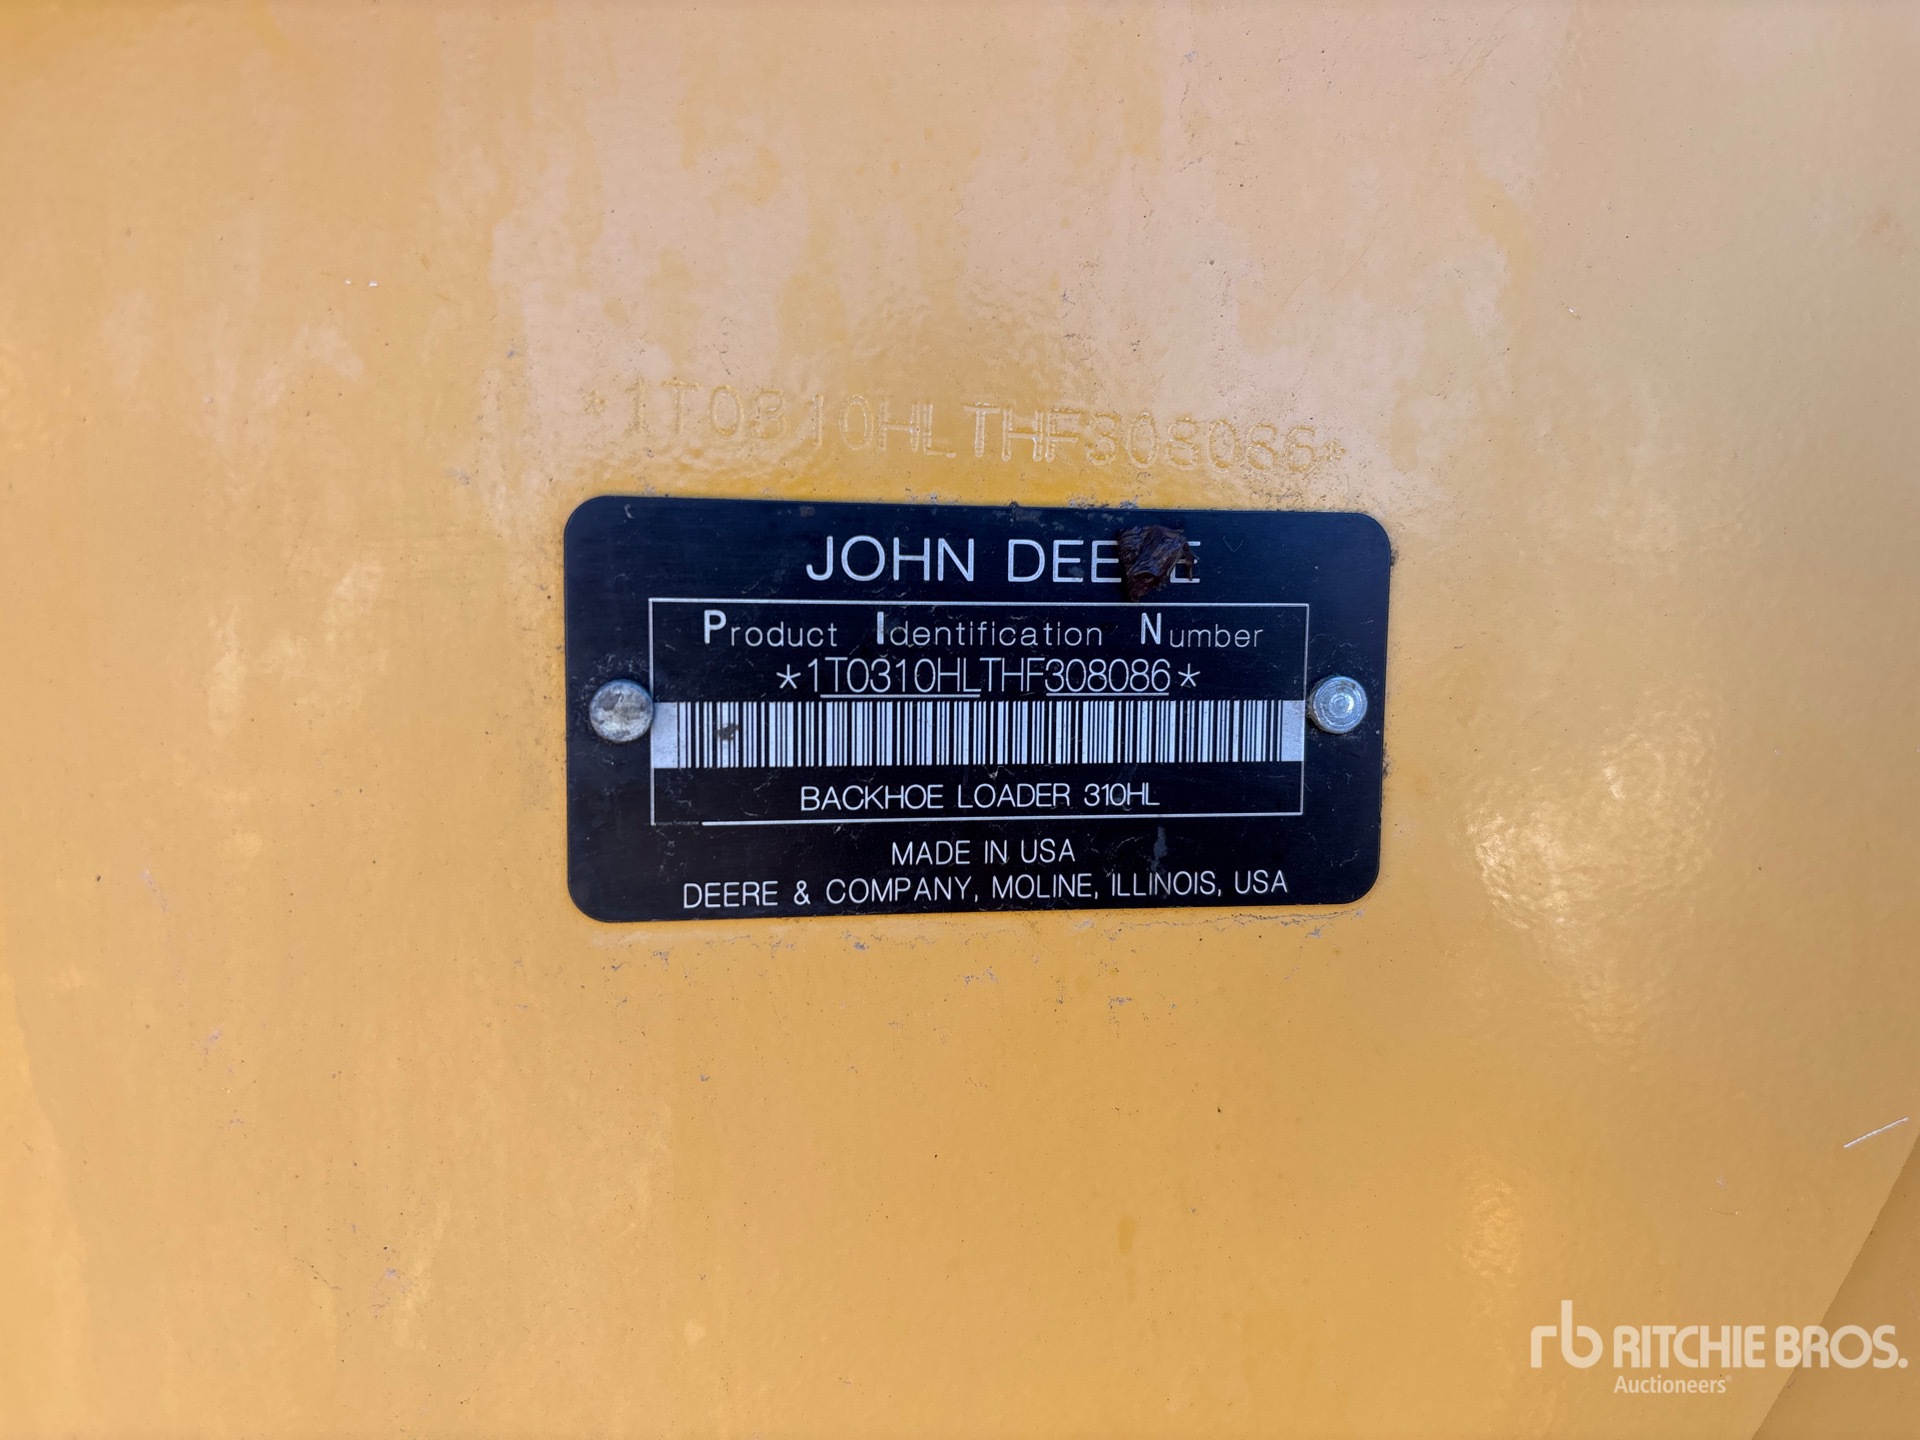 *1T0310HLTHF308086*
JOHN DEERE
Product Identification Number
*1T0310HLTHF308086*
BACKHOE LOADER 310HL
MADE IN USA
DEERE & COMPANY, MOLINE, ILLINOIS, USA
rb RITCHIE BROS.
Auctioneers